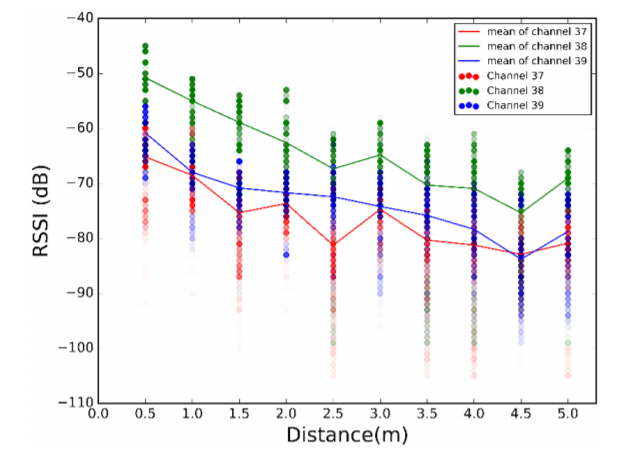 −40
−50
−60
−70
−80
−90
−100
−110
RSSI (dB)
mean of channel 37
mean of channel 38
mean of channel 39
Channel 37
Channel 38
Channel 39
0.0 0.5 1.0 1.5 2.0 2.5 3.0 3.5 4.0 4.5 5.0
Distance(m)